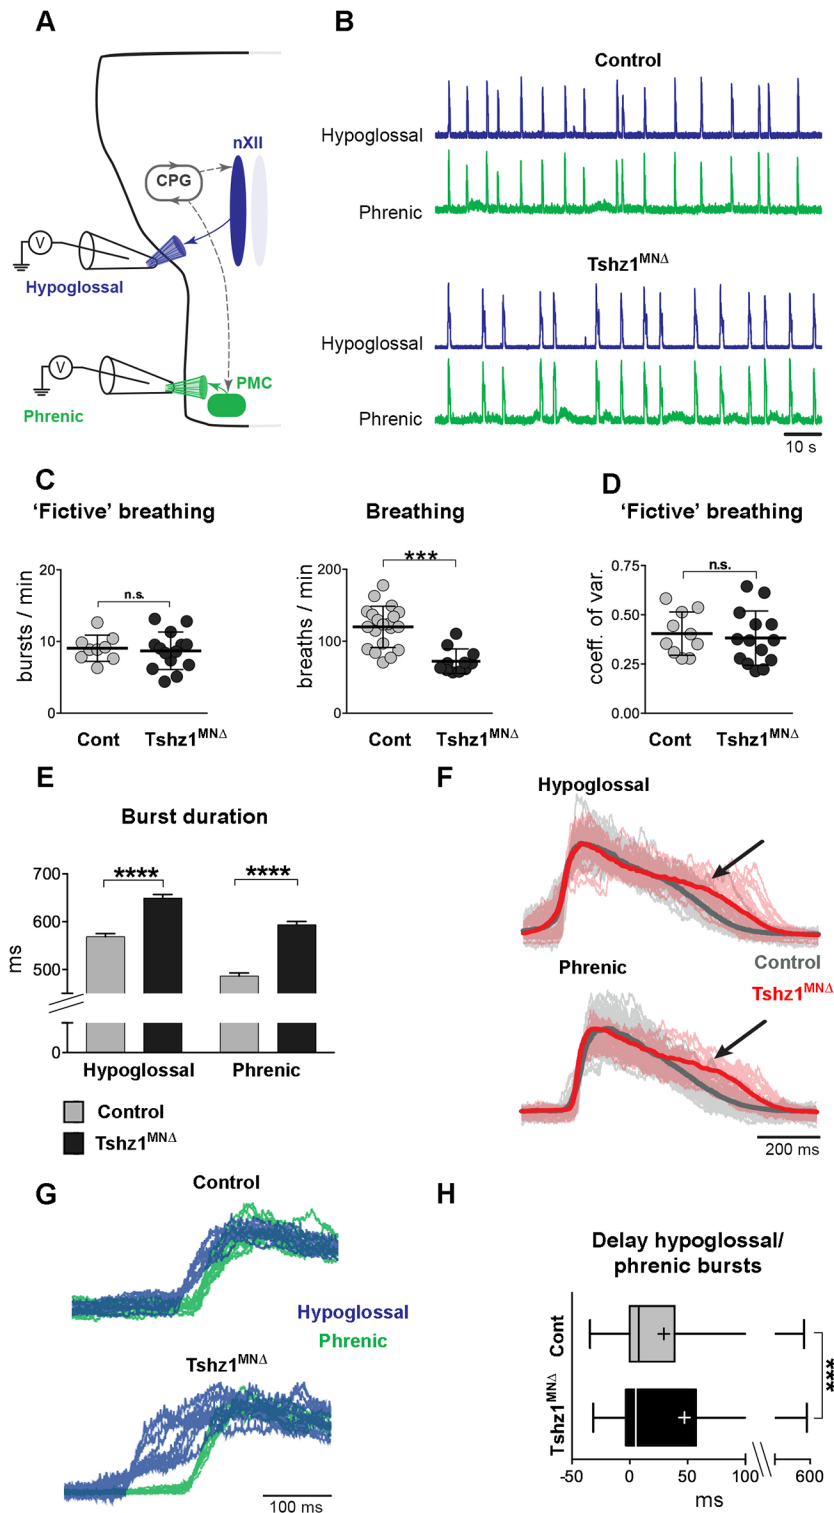 A
nXII
CPG
V
Hypoglossal
V
PMC
Phrenic
B
Control
Hypoglossal
Phrenic
Tshz1MNΔ
Hypoglossal
Phrenic
10 s
C
'Fictive' breathing
bursts / min
20
10
0
n.s.
Cont
Tshz1MNΔ
Breathing
breaths / min
200
100
0
***
Cont
Tshz1MNΔ
D
'Fictive' breathing
coeff. of var.
0.75
0.50
0.25
0.00
n.s.
Cont
Tshz1MNΔ
E
Burst duration
ms
700
600
500
0
****
****
Hypoglossal
Phrenic
Control
Tshz1MNΔ
F
Hypoglossal
Phrenic
Control
Tshz1MNΔ
200 ms
G
Control
Hypoglossal
Phrenic
Tshz1MNΔ
100 ms
H
Delay hypoglossal/
phrenic bursts
Cont
Tshz1MNΔ
***
-50
0
50
100
600
ms